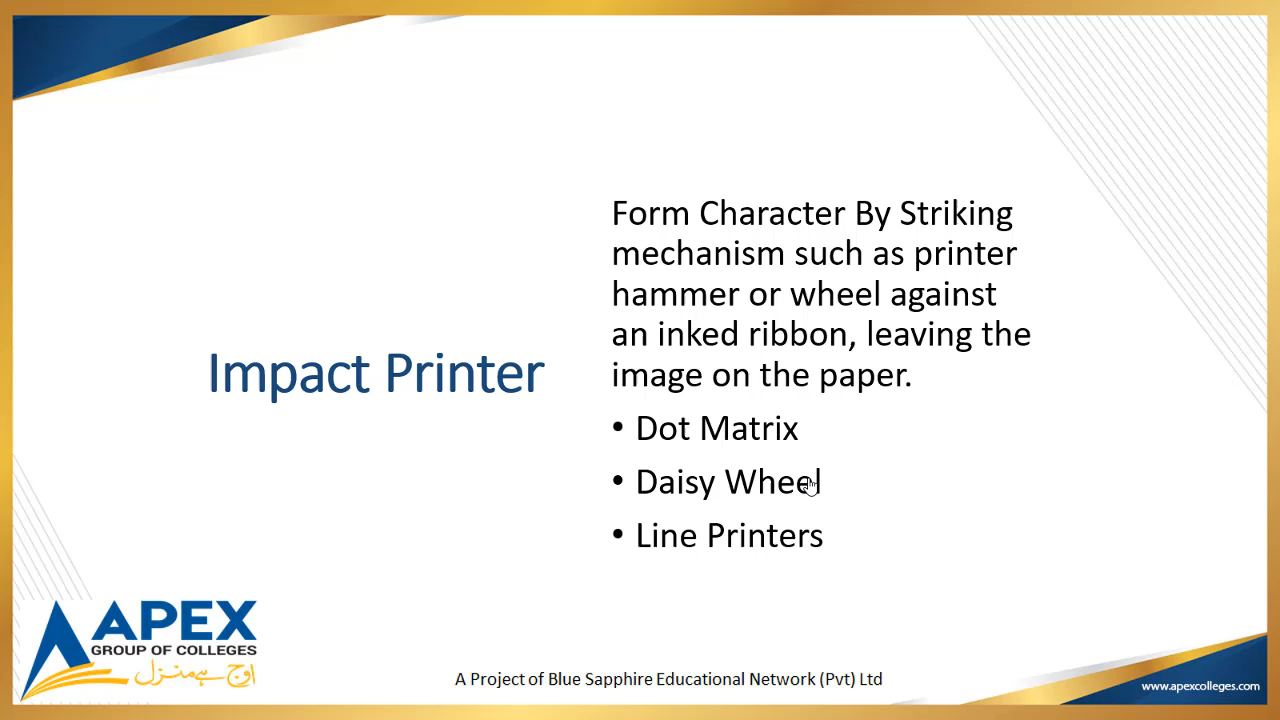 Form Character By Striking
mechanism such as printer
hammer or wheel against
an inked ribbon, leaving the
image on the paper.
Impact Printer
• Dot Matrix
• Daisy Wheel
• Line Printers
APEX
GROUP OF COLLEGES
اوج ہے منزل
A Project of Blue Sapphire Educational Network (Pvt) Ltd
www.apexcolleges.com